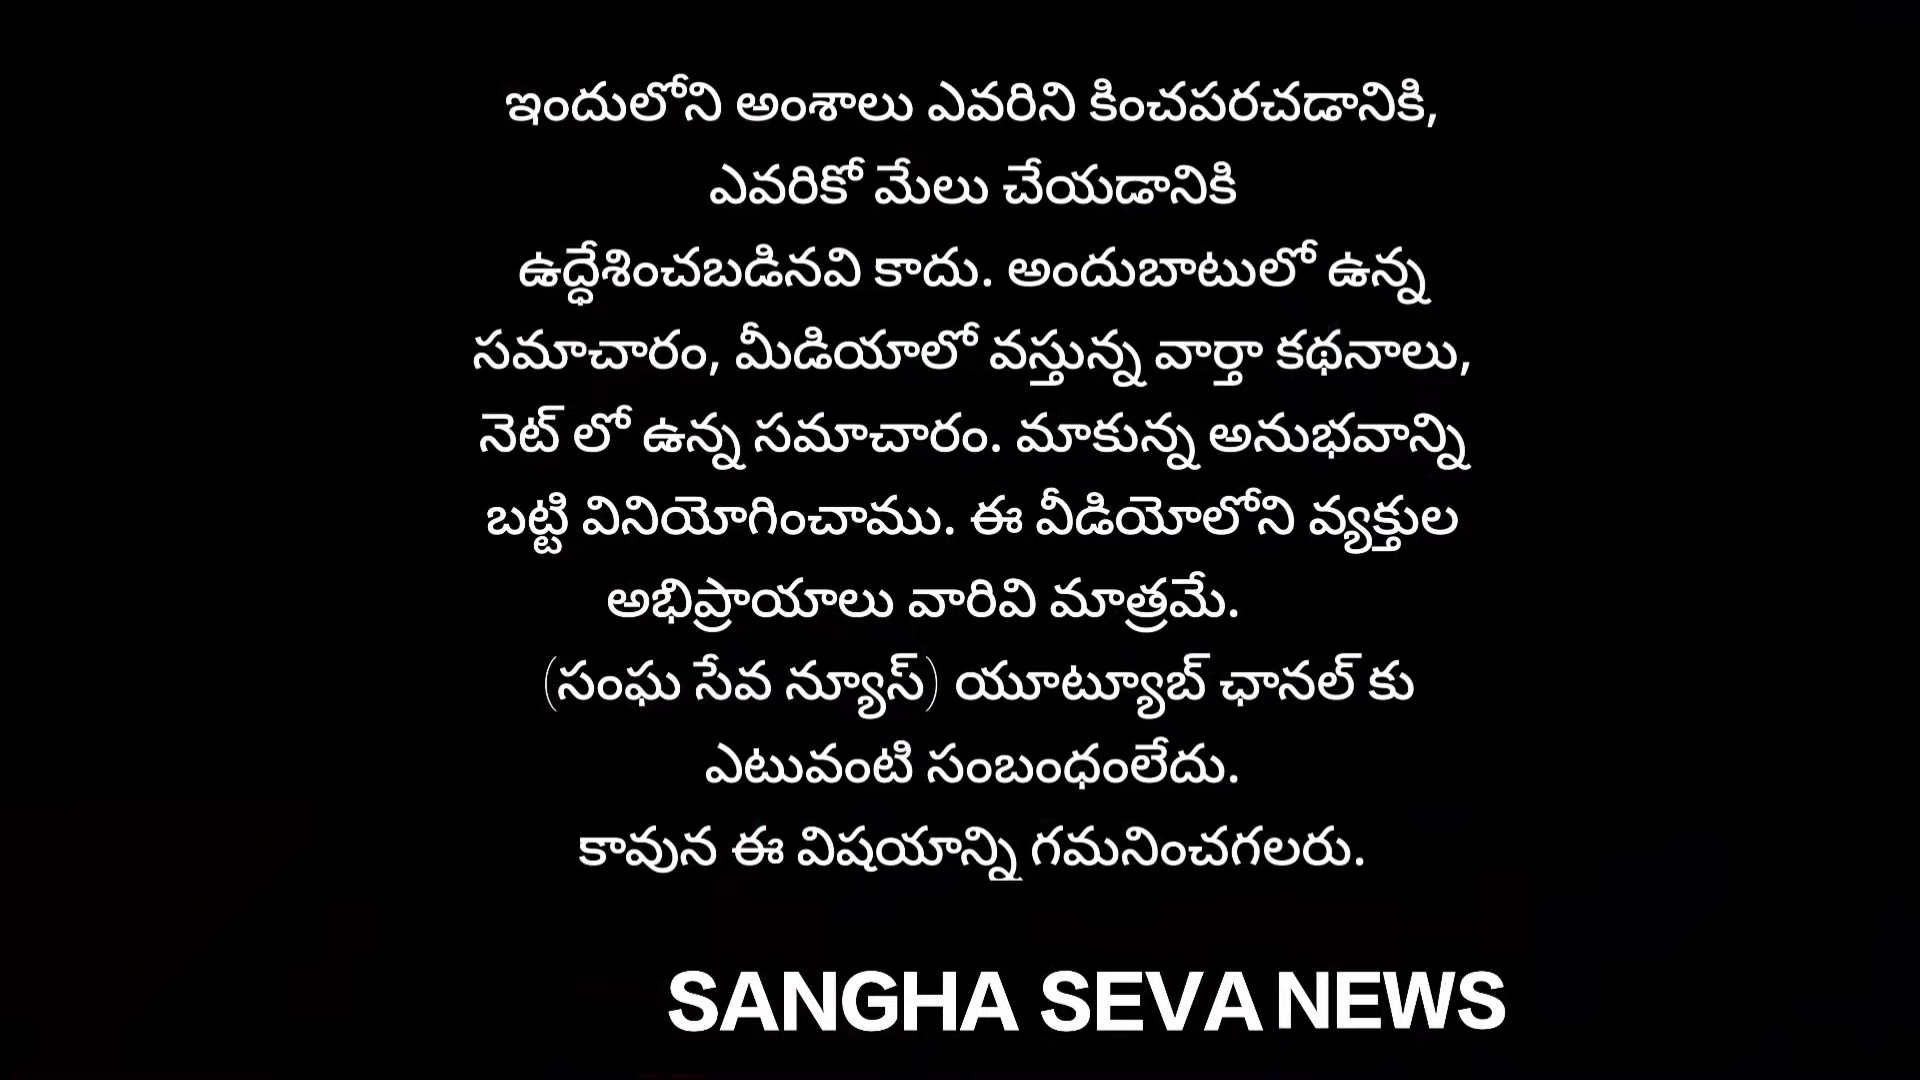 ఇందులోని అంశాలు ఎవరిని కించపరచడానికి,
ఎవరికో మేలు చేయడానికి
ఉద్ధేశించబడినవి కాదు. అందుబాటులో ఉన్న
సమాచారం, మీడియాలో వస్తున్న వార్తా కథనాలు,
నెట్ లో ఉన్న సమాచారం. మాకున్న అనుభవాన్ని
బట్టి వినియోగించాము. ఈ వీడియోలోని వ్యక్తుల
అభిప్రాయాలు వారివి మాత్రమే.
(సంఘ సేవ న్యూస్) యూట్యూబ్ ఛానల్ కు
ఎటువంటి సంబంధంలేదు.
కావున ఈ విషయాన్ని గమనించగలరు.
SANGHA SEVA NEWS